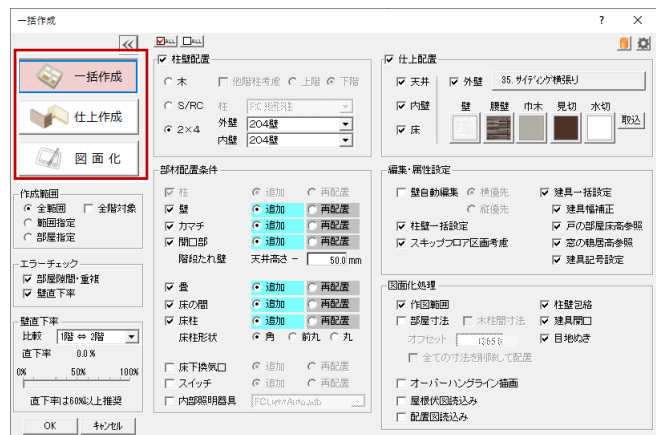 一括作成
? ×
ALL ALL
一括作成
仕上作成
図面化
作成範囲
全範囲 全階対象
範囲指定
部屋指定
エラーチェック
部屋隙間・重複
壁直下率
壁直下率
比較 1階 ⇔ 2階
直下率 0.0 %
0% 50% 100%
直下率は60%以上推奨
OK キャンセル
柱壁配置
木 他階柱考慮 上階 下階
S/RC 柱
2×4 外壁 204壁
内壁 204壁
部材配置条件
柱 追加 再配置
壁 追加 再配置
カマチ 追加 再配置
開口部 追加 再配置
階段たれ壁 天井高さ − 50.0 mm
畳 追加 再配置
床の間 追加 再配置
床柱 追加 再配置
床柱形状 角 前丸 丸
床下換気口 追加 再配置
スイッチ 追加 再配置
内部照明器具 FCLightAuto.adb
仕上配置
天井 外壁 35. サイディング横張り
内壁 壁 腰壁 巾木 見切 水切
床 取込
編集・属性設定
壁自動編集 横優先
縦優先
柱壁一括設定
スキップフロア区画考慮
建具一括設定
建具幅補正
戸の部屋床高参照
窓の鴨居高参照
建具記号設定
図面化処理
作図範囲 柱壁包絡
部屋寸法 木柱間寸法 建具開口
オフセット 1365.0 目地ぬき
全ての寸法を削除して配置
オーバーハングライン描画
屋根伏図読込み
配置図読込み